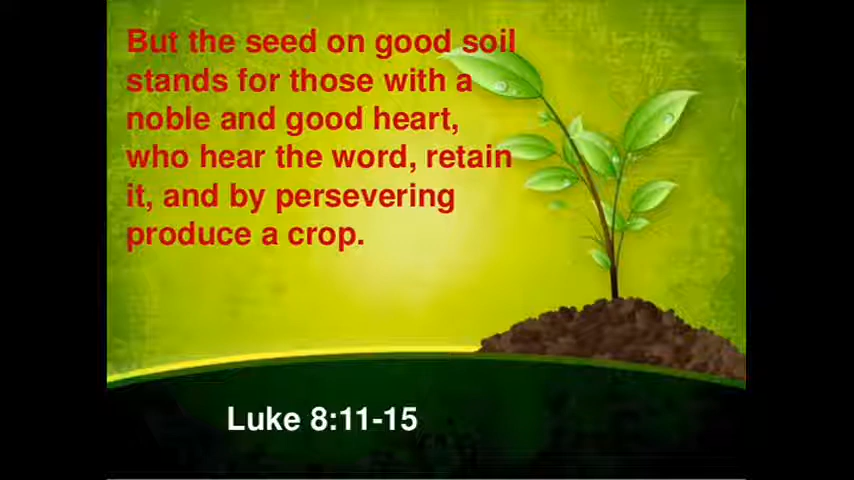 But the seed on good soil
stands for those with a
noble and good heart,
who hear the word, retain
it, and by persevering
produce a crop.
Luke 8:11-15